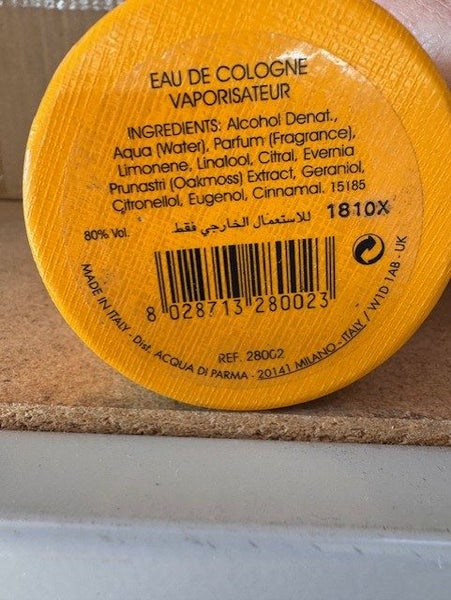 EAU DE COLOGNE
VAPORISATEUR
INGREDIENTS: Alcohol Denat.,
Aqua (Water), Parfum (Fragrance),
Limonene, Linalool, Citral, Evernia
Prunastri (Oakmoss) Extract, Geraniol,
Citronellol, Eugenol, Cinnamal. 15185
80% Vol. للاستعمال الخارجي فقط 1810X
8 028713 280023
REF. 28002
MADE IN ITALY - Dist. ACQUA DI PARMA - 20141 MILANO - ITALY / W1D 1AB - UK